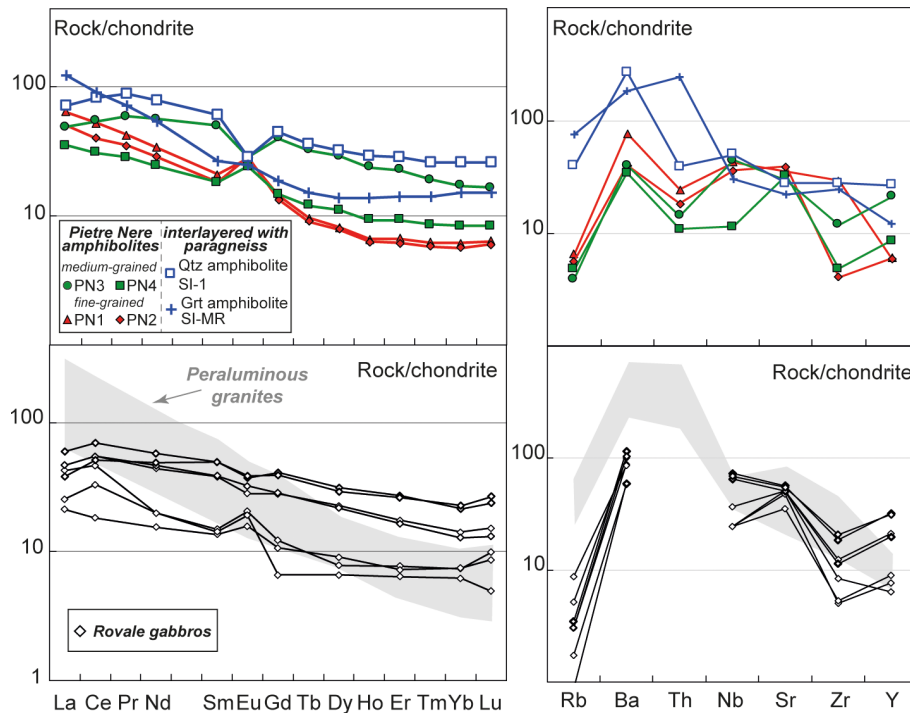 Rock/chondrite
100
10
Pietre Nere amphibolites
interlayered with paragneiss
medium-grained
PN3
PN4
fine-grained
PN1
PN2
Qtz amphibolite
SI-1
Grt amphibolite
SI-MR
Rock/chondrite
100
10
Rock/chondrite
Peraluminous
granites
100
10
1
Rovale gabbros
La Ce Pr Nd Sm Eu Gd Tb Dy Ho Er Tm Yb Lu
Rock/chondrite
100
10
Rb Ba Th Nb Sr Zr Y